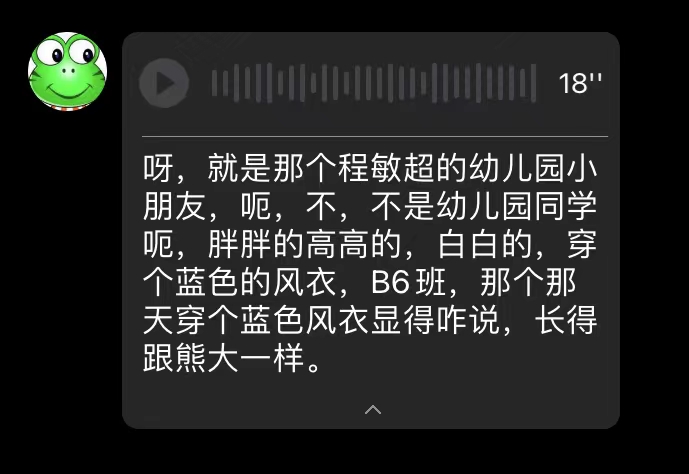 18''
呀，就是那个程敏超的幼儿园小
朋友，呃，不，不是幼儿园同学
呃，胖胖的高高的，白白的，穿
个蓝色的风衣，B6班，那个那
天穿个蓝色风衣显得咋说，长得
跟熊大一样。